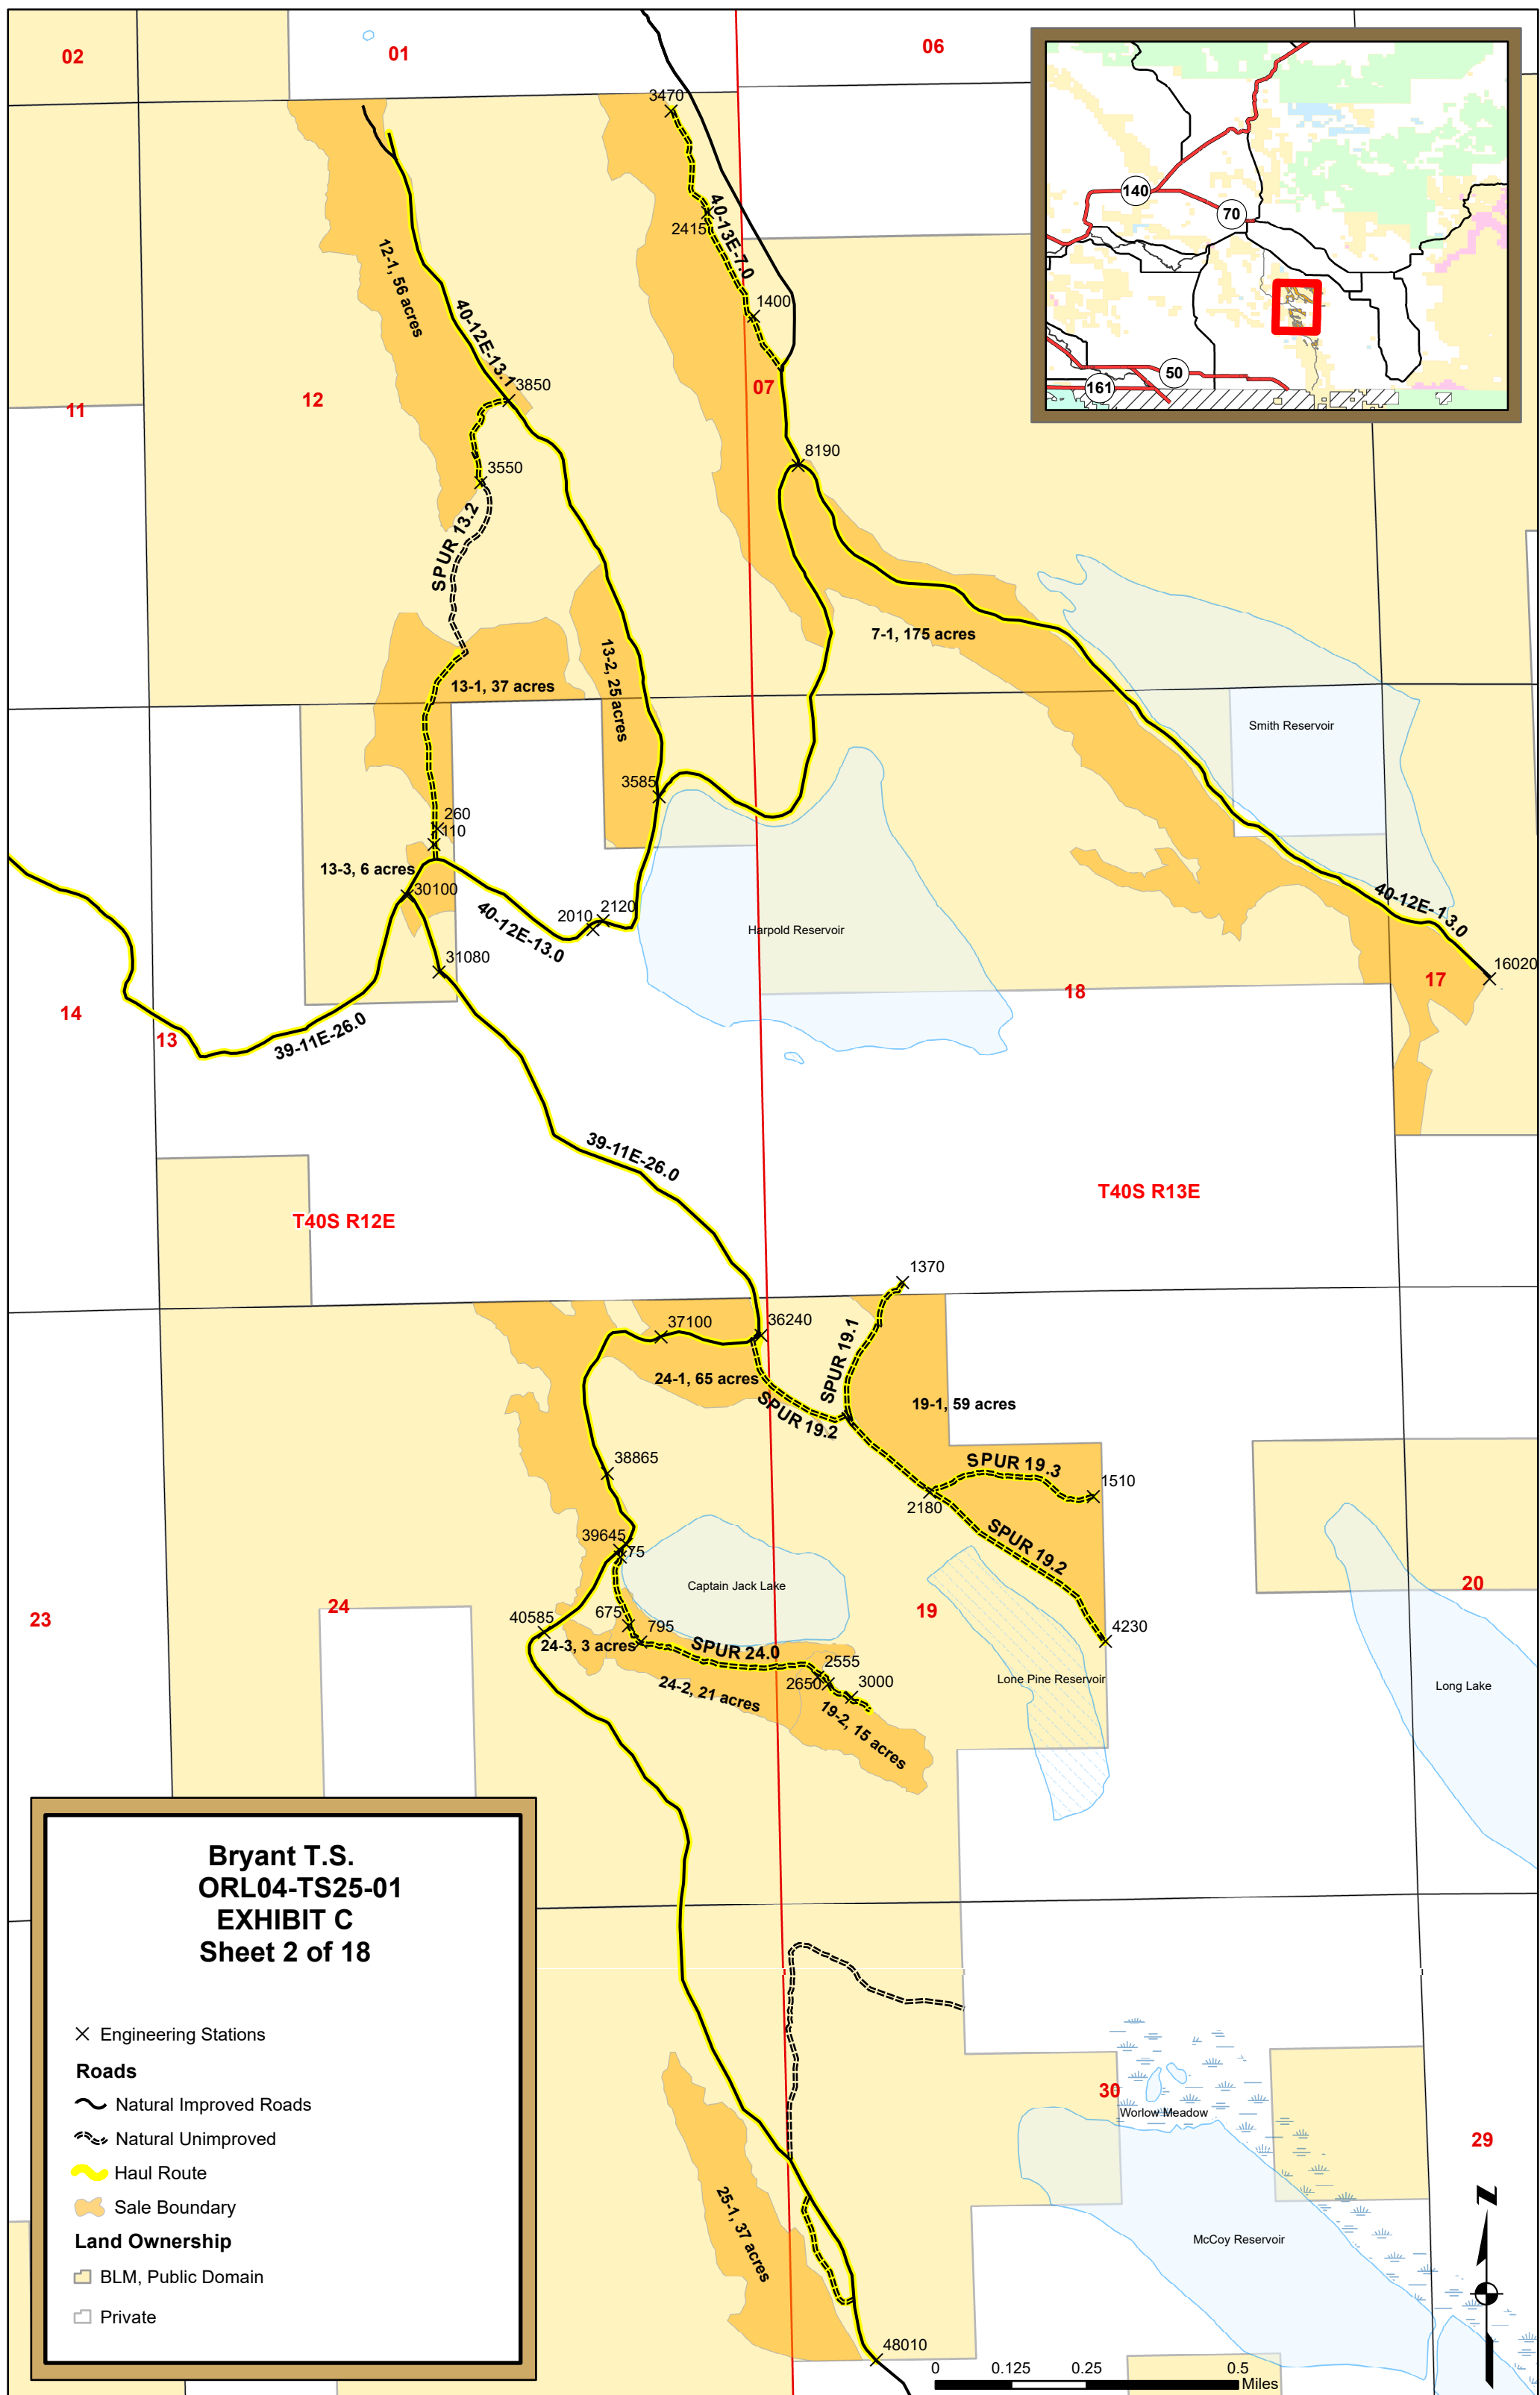 02
01
06
140
70
50
161
3470
40-13E-7.0
2415
1400
12-1, 56 acres
40-12E-13.1
3850
11
12
07
3550
8190
SPUR 13.2
7-1, 175 acres
13-1, 37 acres
13-2, 25 acres
Smith Reservoir
3585
260
110
13-3, 6 acres
30100
40-12E-13.0
2010
2120
Harpold Reservoir
40-12E-13.0
16020
31080
17
18
14
13
39-11E-26.0
39-11E-26.0
T40S R12E
T40S R13E
1370
37100
36240
SPUR 19.1
24-1, 65 acres
SPUR 19.2
19-1, 59 acres
38865
SPUR 19.3
1510
2180
39645
75
SPUR 19.2
Captain Jack Lake
20
23
24
19
40585
675
795
4230
24-3, 3 acres
SPUR 24.0
2555
2650
3000
Lone Pine Reservoir
Long Lake
24-2, 21 acres
19-2, 15 acres
Bryant T.S.
ORL04-TS25-01
EXHIBIT C
Sheet 2 of 18
Engineering Stations
Roads
Natural Improved Roads
Natural Unimproved
Haul Route
Sale Boundary
Land Ownership
BLM, Public Domain
Private
30
Worlow Meadow
29
25-1, 37 acres
McCoy Reservoir
N
48010
0 0.125 0.25 0.5
Miles